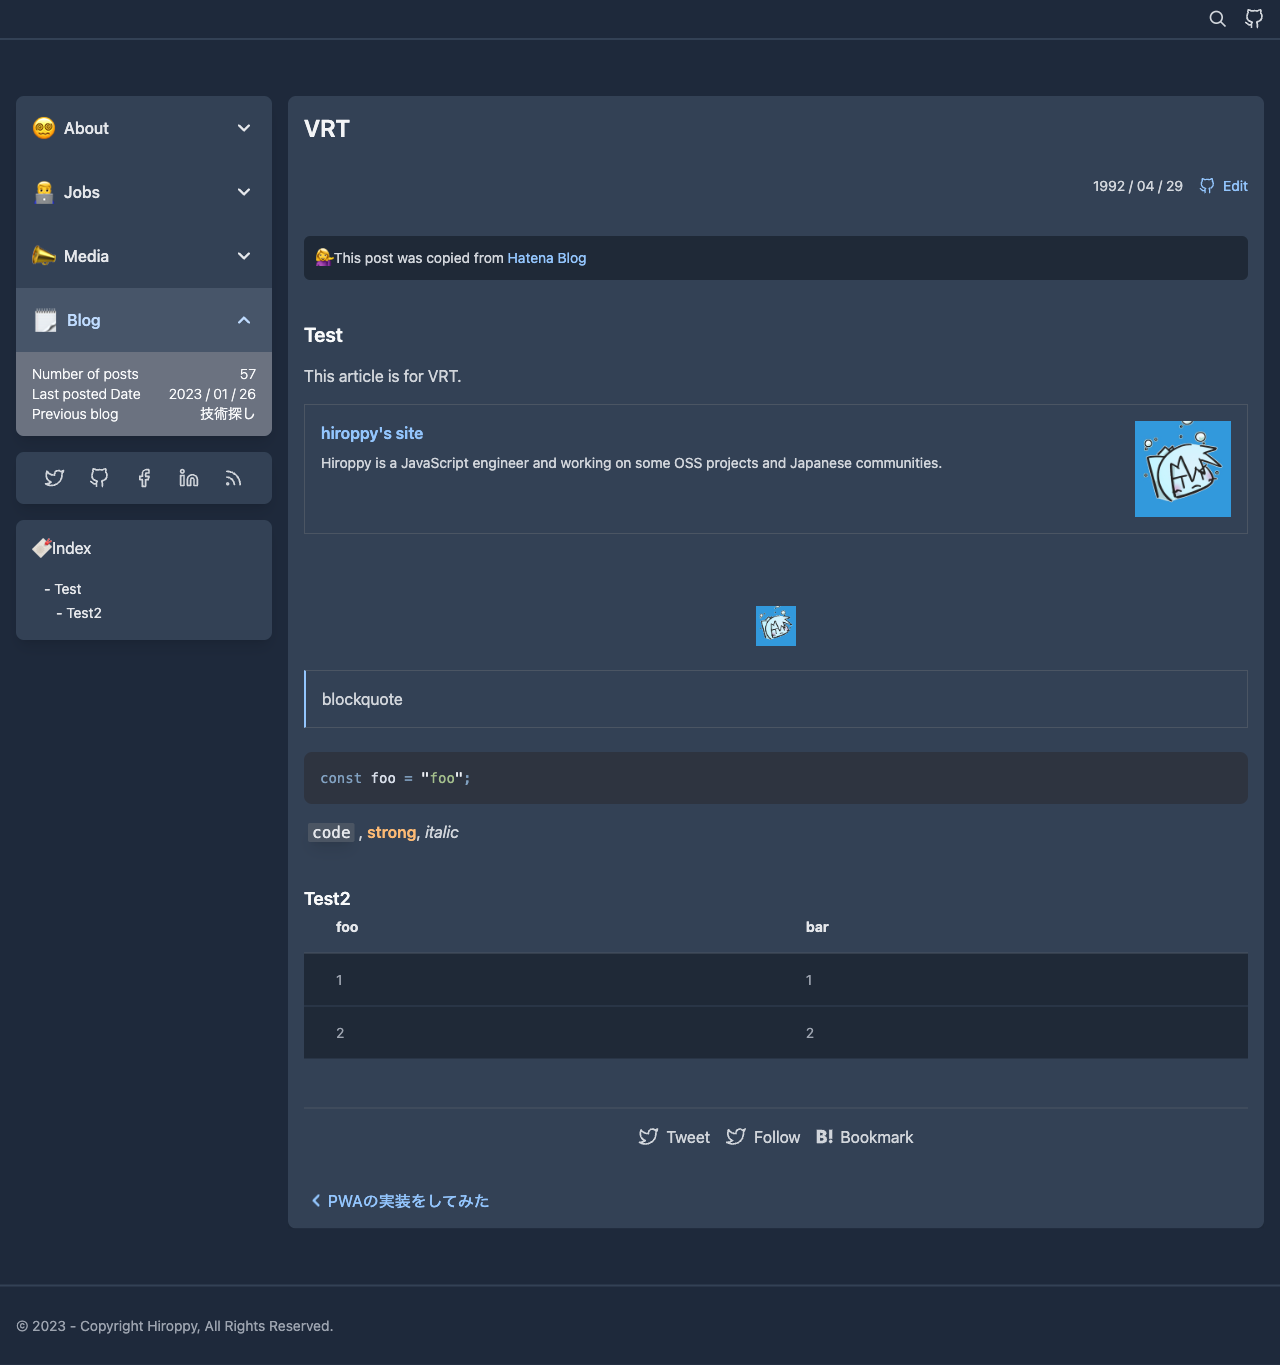 About
Jobs
Media
Blog
Number of posts 57
Last posted Date 2023 / 01 / 26
Previous blog 技術探し
Index
- Test
- Test2
VRT
1992 / 04 / 29 Edit
This post was copied from Hatena Blog
Test
This article is for VRT.
hiroppy's site
Hiroppy is a JavaScript engineer and working on some OSS projects and Japanese communities.
blockquote
const foo = "foo";
code , strong, italic
Test2
foo bar
1 1
2 2
Tweet Follow B! Bookmark
PWAの実装をしてみた
© 2023 - Copyright Hiroppy, All Rights Reserved.